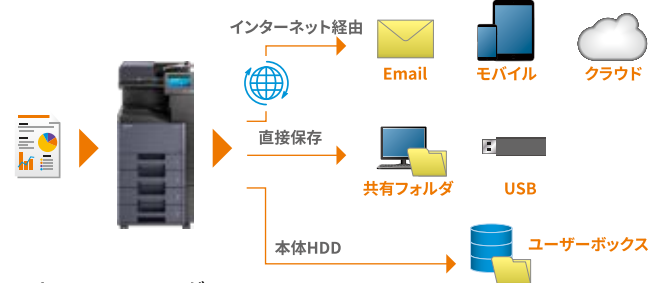 インターネット経由
Email
モバイル
クラウド
直接保存
共有フォルダ
USB
本体HDD
ユーザーボックス